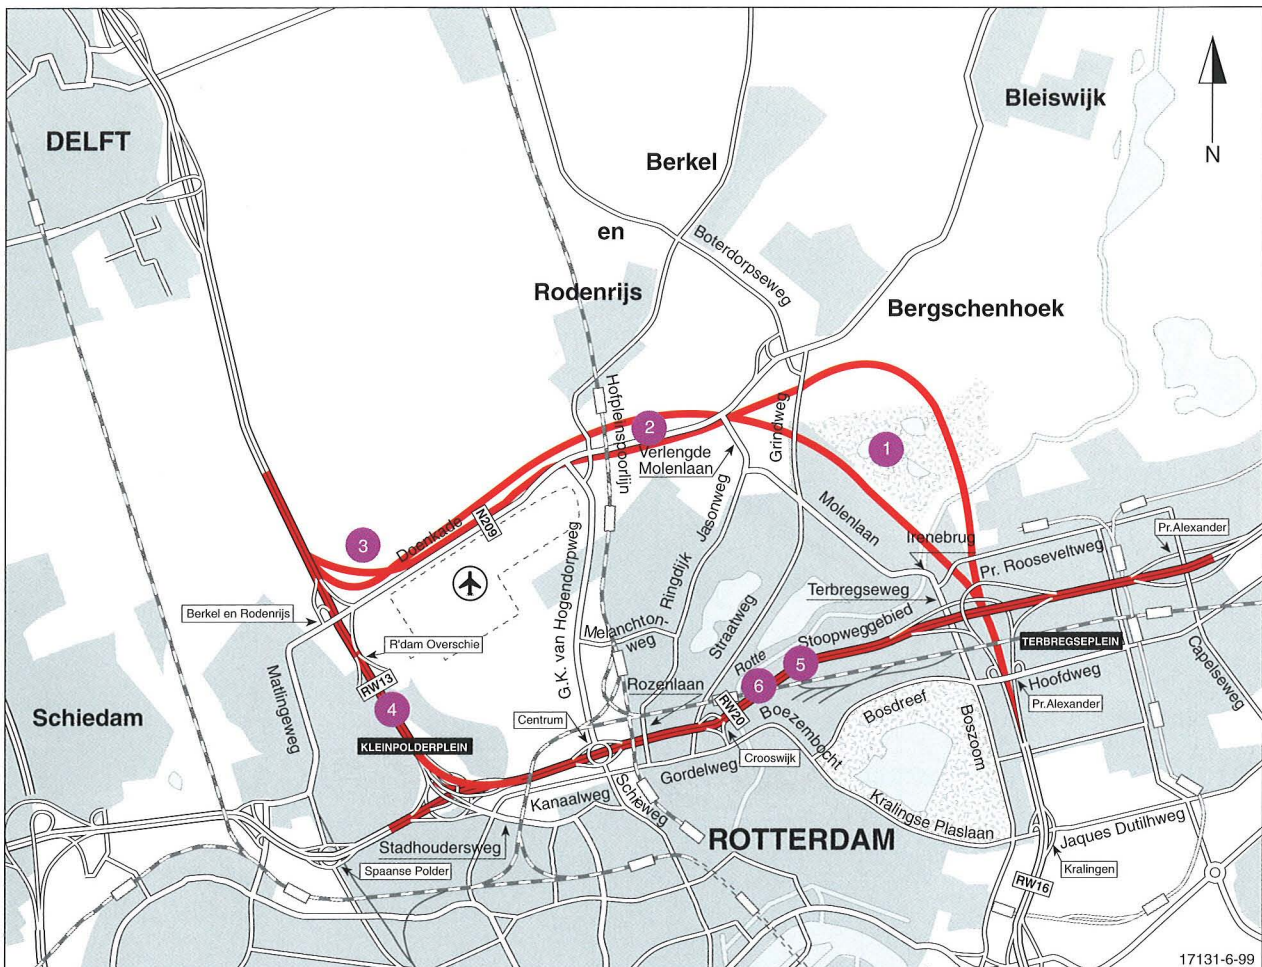 Bleiswijk
N
DELFT
Berkel
en
Rodenrijs
Boterdorpseweg
Bergschenhoek
Hofpleinspoorlijn
Grindweg
2
1
Verlengde
Molenlaan
Jasonweg
Molenlaan
3
Doenkade
N209
Irenebrug
Pr. Rooseveltweg
Pr.Alexander
G.K. van Hogendorpweg
Ringdijk
Terbregseweg
Berkel en Rodenrijs
R'dam Overschie
Melanchton-
weg
Straatweg
Stoopweggebied
TERBREGSEPLEIN
Matlingeweg
RW13
Rozenlaan
Rotte
5
6
Hoofdweg
Capelseweg
Schiedam
4
Centrum
RW20
Boezembocht
Bosdreef
Boszoom
Pr.Alexander
KLEINPOLDERPLEIN
Crooswijk
Gordelweg
Kanaalweg
Schieweg
Kralingse Plaslaan
Stadhoudersweg
ROTTERDAM
Jaques Dutilhweg
Spaanse Polder
Kralingen
RW16
17131-6-99